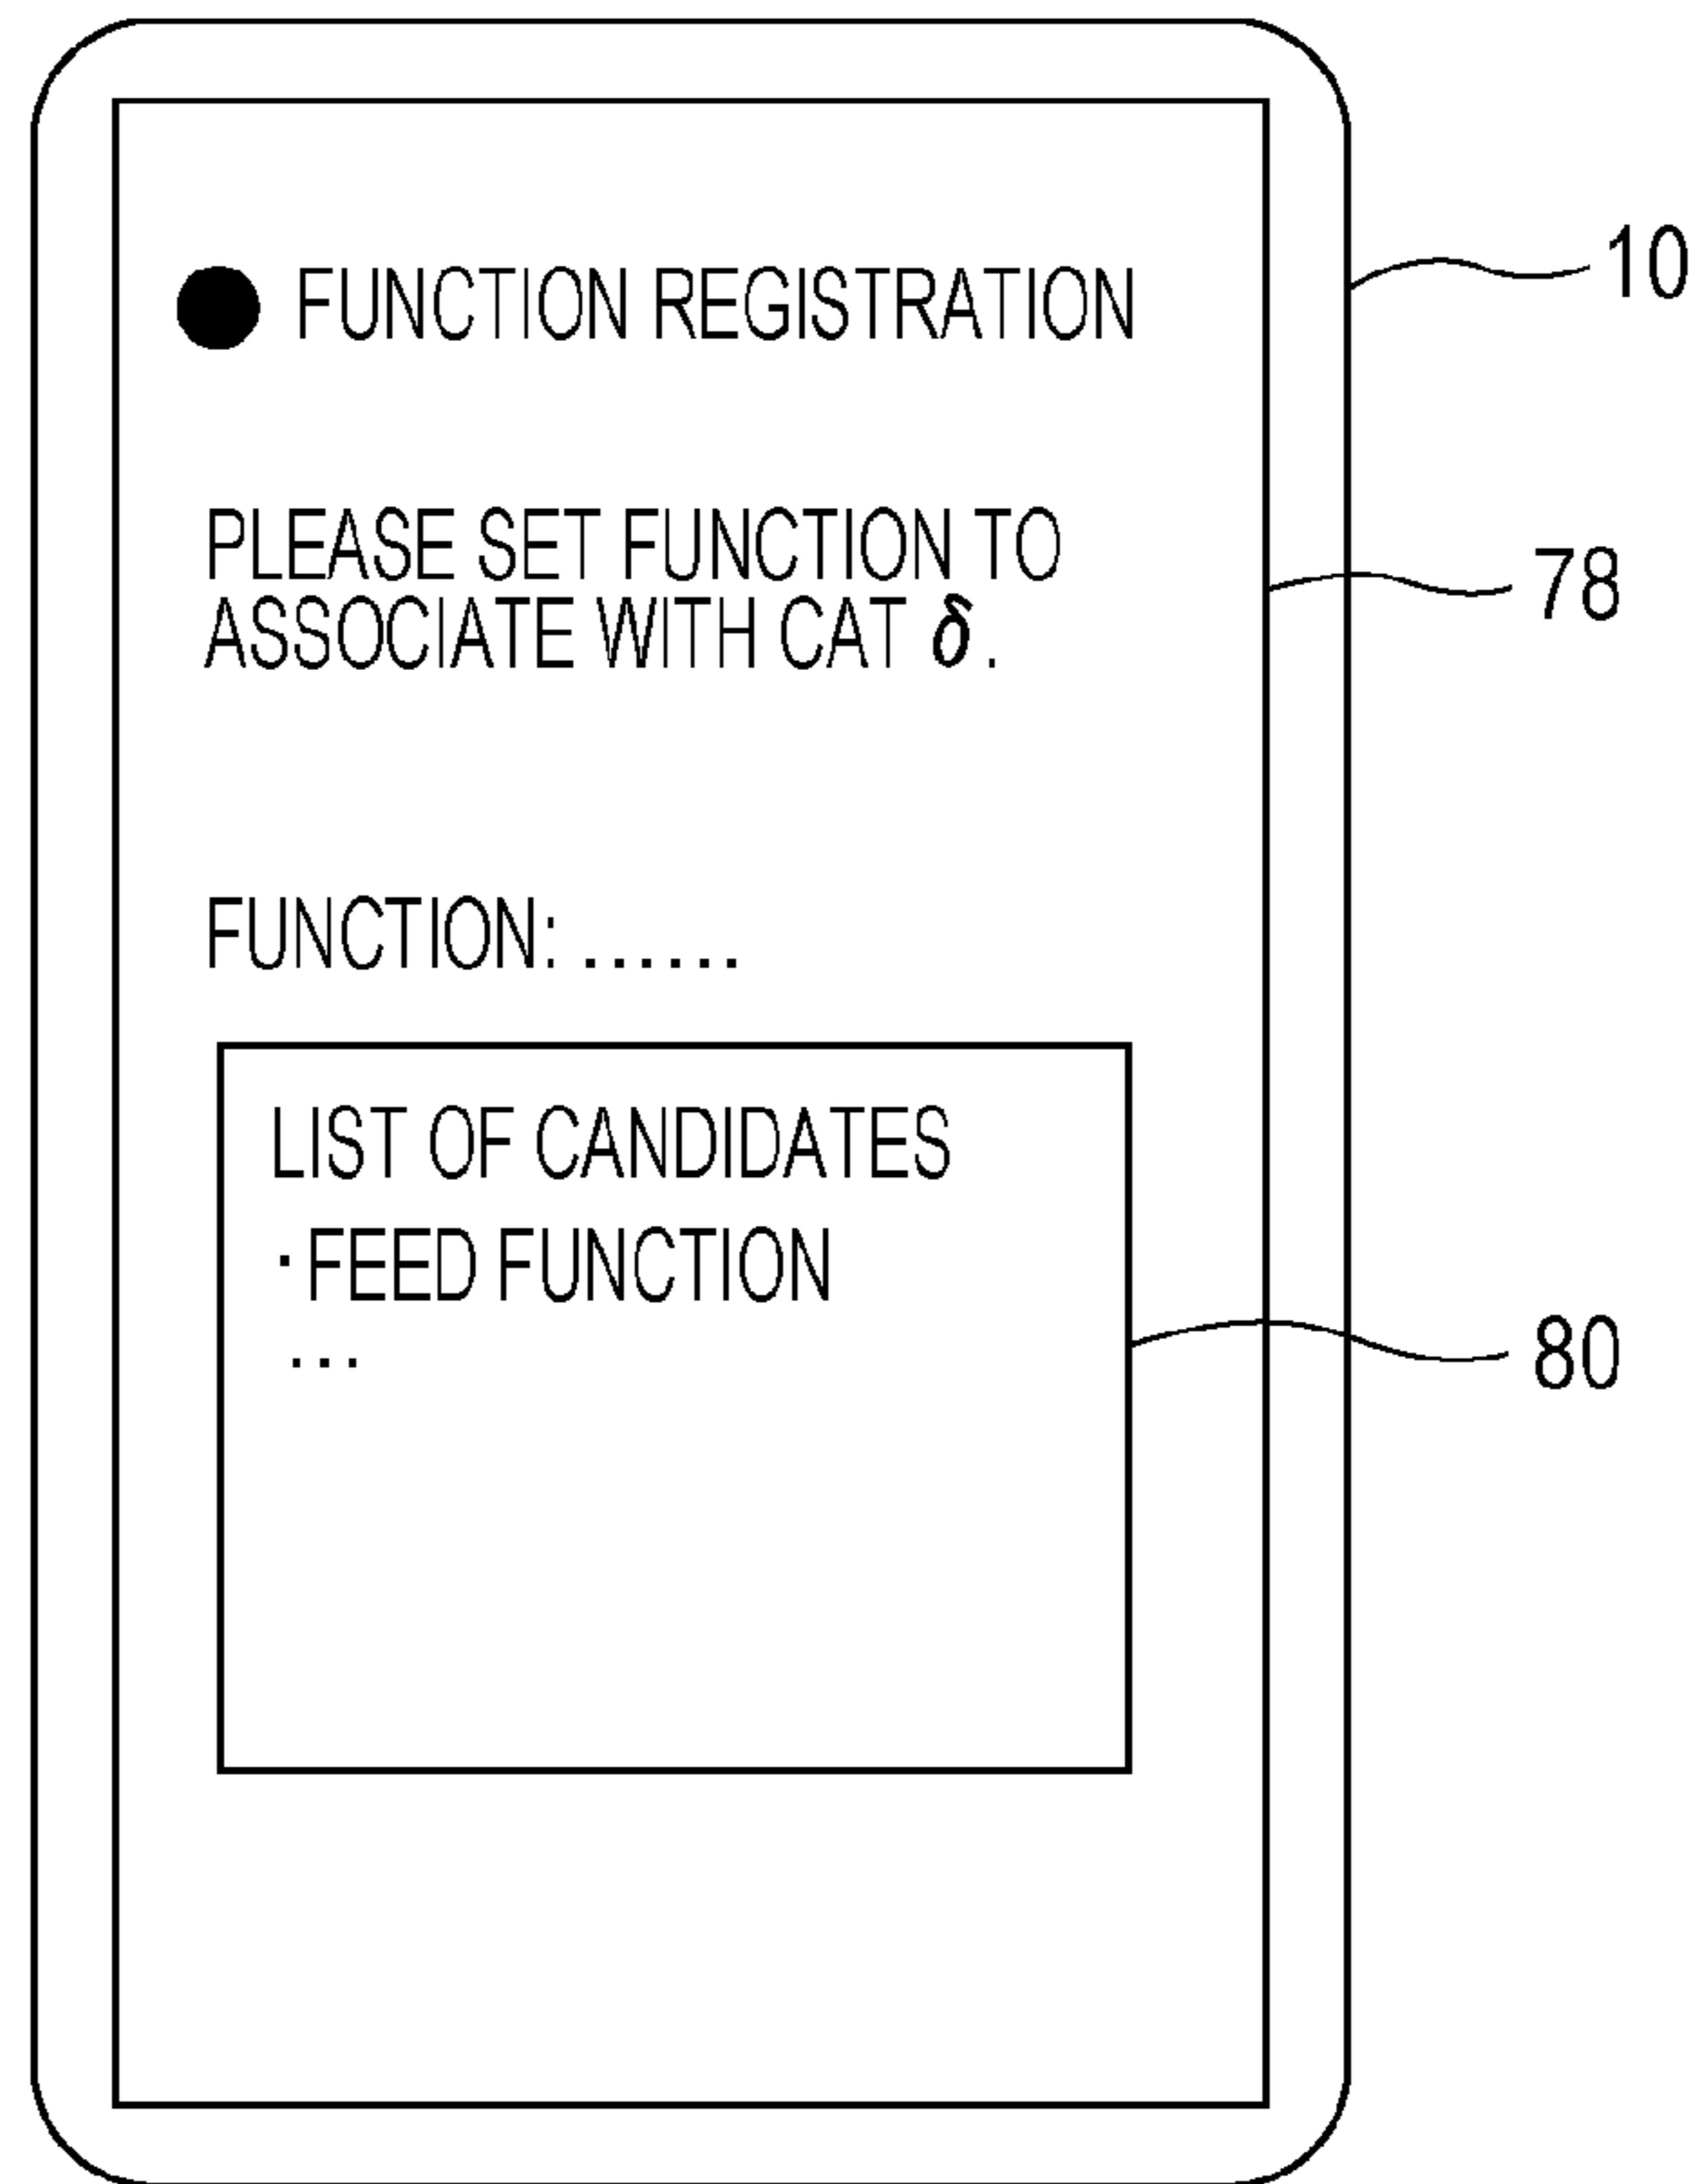 ● FUNCTION REGISTRATION
10
PLEASE SET FUNCTION TO
78
ASSOCIATE WITH CAT δ.
FUNCTION: ......
LIST OF CANDIDATES
・FEED FUNCTION
...
80